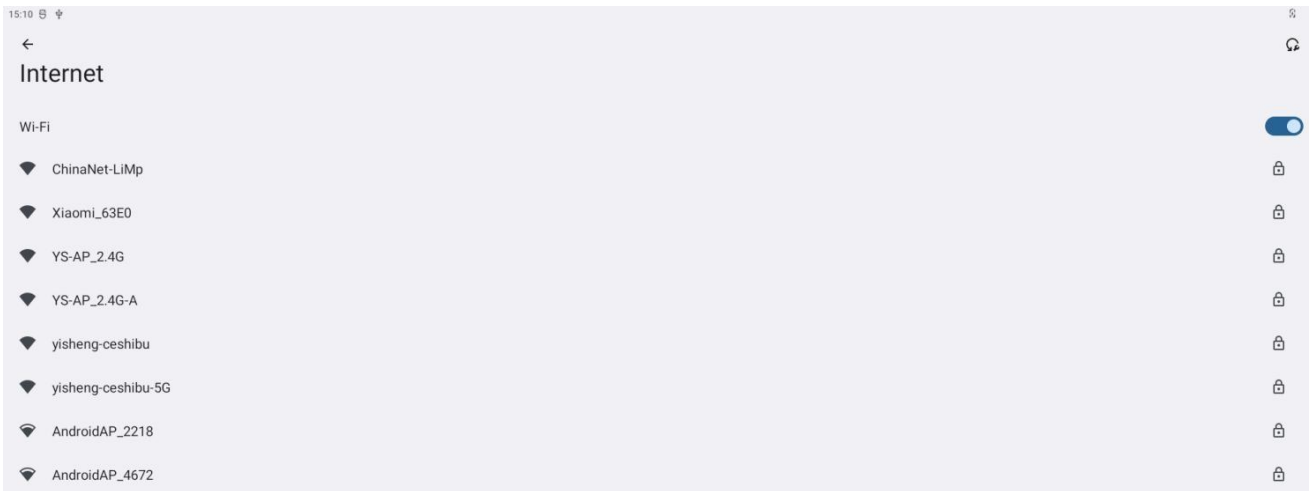 15:10
Internet
Wi-Fi
ChinaNet-LiMp
Xiaomi_63E0
YS-AP_2.4G
YS-AP_2.4G-A
yisheng-ceshibu
yisheng-ceshibu-5G
AndroidAP_2218
AndroidAP_4672